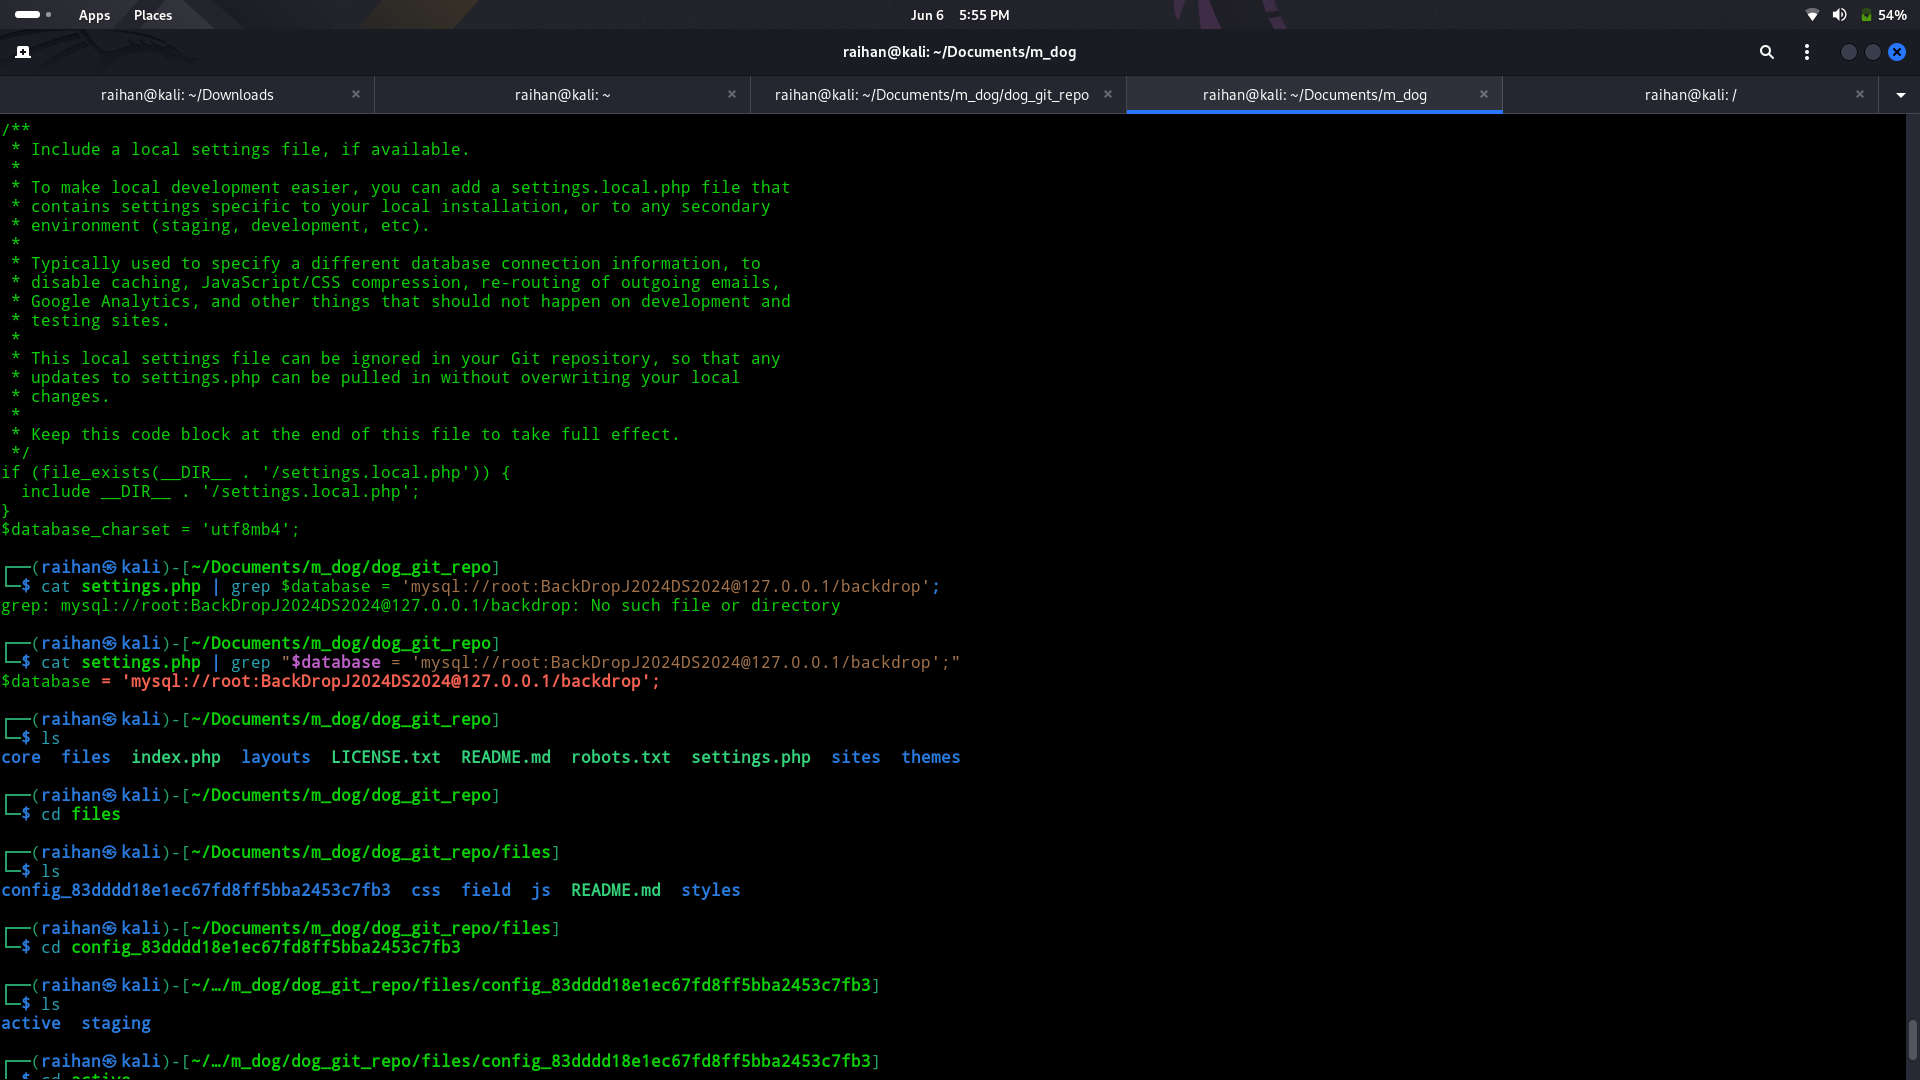 Apps Places Jun 6 5:55 PM 54%
raihan@kali: ~/Documents/m_dog
raihan@kali: ~/Downloads × raihan@kali: ~ × raihan@kali: ~/Documents/m_dog/dog_git_repo × raihan@kali: ~/Documents/m_dog × raihan@kali: / ×
/**
 * Include a local settings file, if available.
 *
 * To make local development easier, you can add a settings.local.php file that
 * contains settings specific to your local installation, or to any secondary
 * environment (staging, development, etc).
 *
 * Typically used to specify a different database connection information, to
 * disable caching, JavaScript/CSS compression, re-routing of outgoing emails,
 * Google Analytics, and other things that should not happen on development and
 * testing sites.
 *
 * This local settings file can be ignored in your Git repository, so that any
 * updates to settings.php can be pulled in without overwriting your local
 * changes.
 *
 * Keep this code block at the end of this file to take full effect.
 */
if (file_exists(__DIR__ . '/settings.local.php')) {
  include __DIR__ . '/settings.local.php';
}
$database_charset = 'utf8mb4';
┌──(raihan㉿kali)-[~/Documents/m_dog/dog_git_repo]
└─$ cat settings.php | grep $database = 'mysql://root:BackDropJ2024DS2024@127.0.0.1/backdrop';
grep: mysql://root:BackDropJ2024DS2024@127.0.0.1/backdrop: No such file or directory
┌──(raihan㉿kali)-[~/Documents/m_dog/dog_git_repo]
└─$ cat settings.php | grep "$database = 'mysql://root:BackDropJ2024DS2024@127.0.0.1/backdrop';"
$database = 'mysql://root:BackDropJ2024DS2024@127.0.0.1/backdrop';
┌──(raihan㉿kali)-[~/Documents/m_dog/dog_git_repo]
└─$ ls
core  files  index.php  layouts  LICENSE.txt  README.md  robots.txt  settings.php  sites  themes
┌──(raihan㉿kali)-[~/Documents/m_dog/dog_git_repo]
└─$ cd files
┌──(raihan㉿kali)-[~/Documents/m_dog/dog_git_repo/files]
└─$ ls
config_83dddd18e1ec67fd8ff5bba2453c7fb3  css  field  js  README.md  styles
┌──(raihan㉿kali)-[~/Documents/m_dog/dog_git_repo/files]
└─$ cd config_83dddd18e1ec67fd8ff5bba2453c7fb3
┌──(raihan㉿kali)-[~/…/m_dog/dog_git_repo/files/config_83dddd18e1ec67fd8ff5bba2453c7fb3]
└─$ ls
active  staging
┌──(raihan㉿kali)-[~/…/m_dog/dog_git_repo/files/config_83dddd18e1ec67fd8ff5bba2453c7fb3]
└─$ cd active